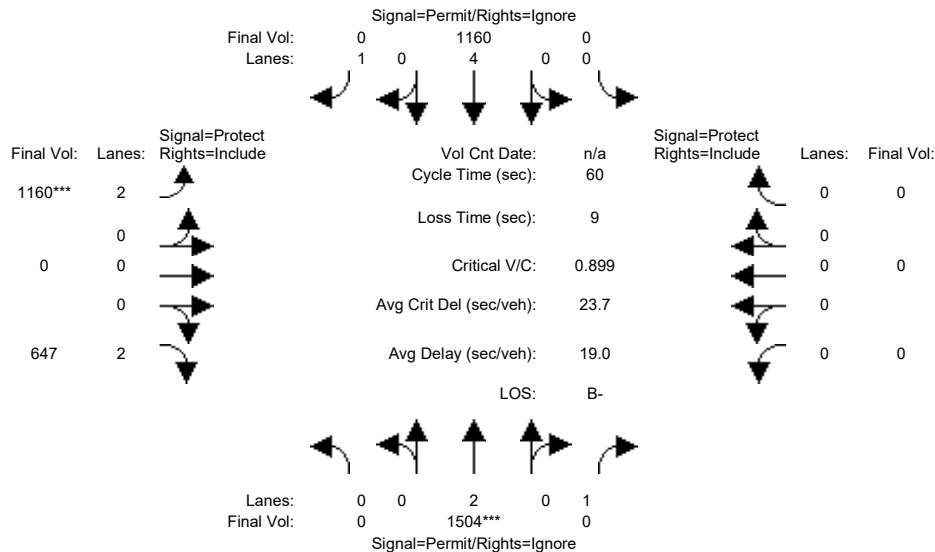 Signal=Permit/Rights=Ignore
Final Vol: 0 1160 0
Lanes: 1 0 4 0 0
Signal=Protect Signal=Protect
Final Vol: Lanes: Rights=Include Vol Cnt Date: n/a Rights=Include Lanes: Final Vol:
Cycle Time (sec): 60
1160*** 2 0 0
Loss Time (sec): 9
0 0
0 0 Critical V/C: 0.899 0 0
0 Avg Crit Del (sec/veh): 23.7 0
647 2 Avg Delay (sec/veh): 19.0 0 0
LOS: B-
Lanes: 0 0 2 0 1
Final Vol: 0 1504*** 0
Signal=Permit/Rights=Ignore